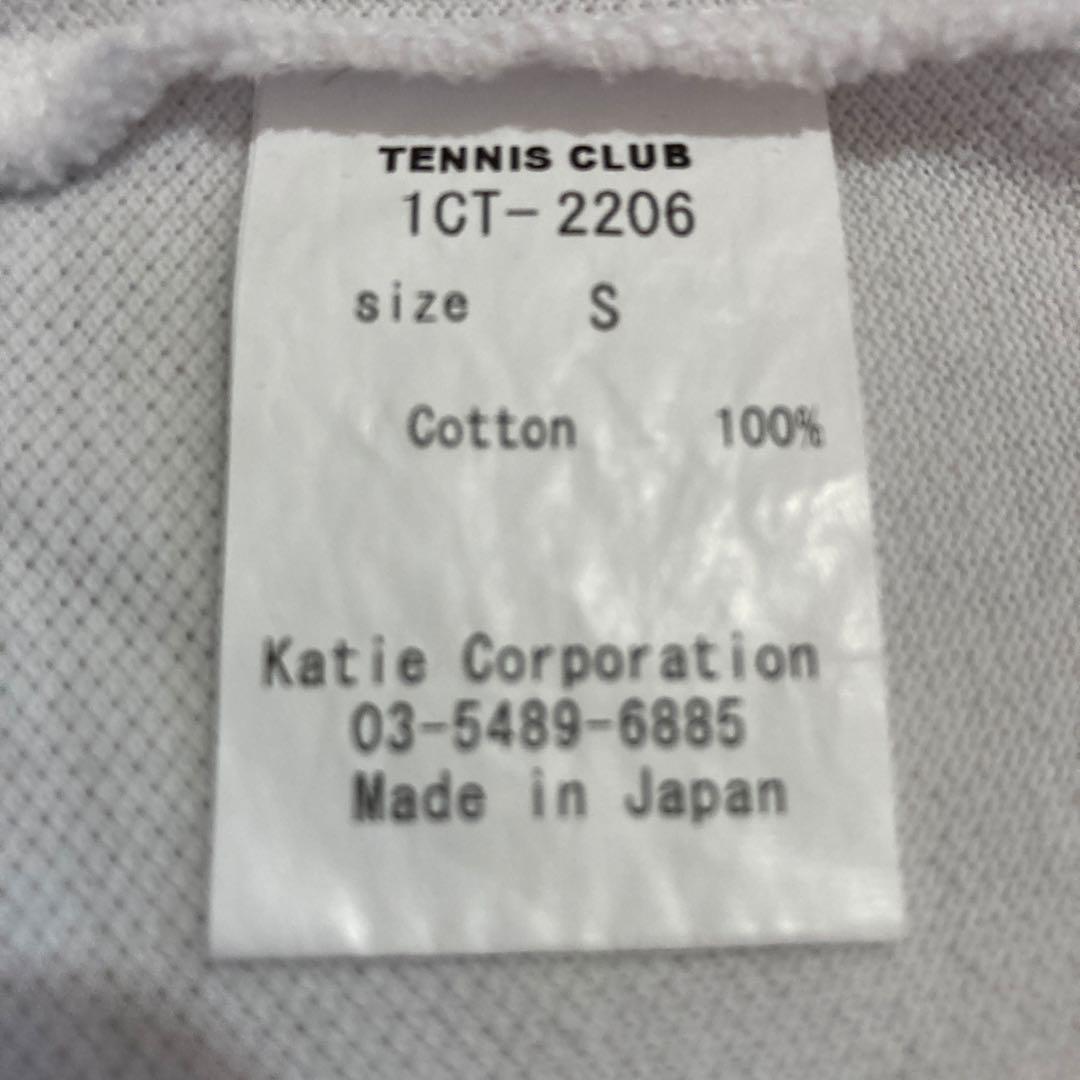 TENNIS CLUB
1CT-2206
size S
Cotton 100%
Katie Corporation
03-5489-6885
Made in Japan